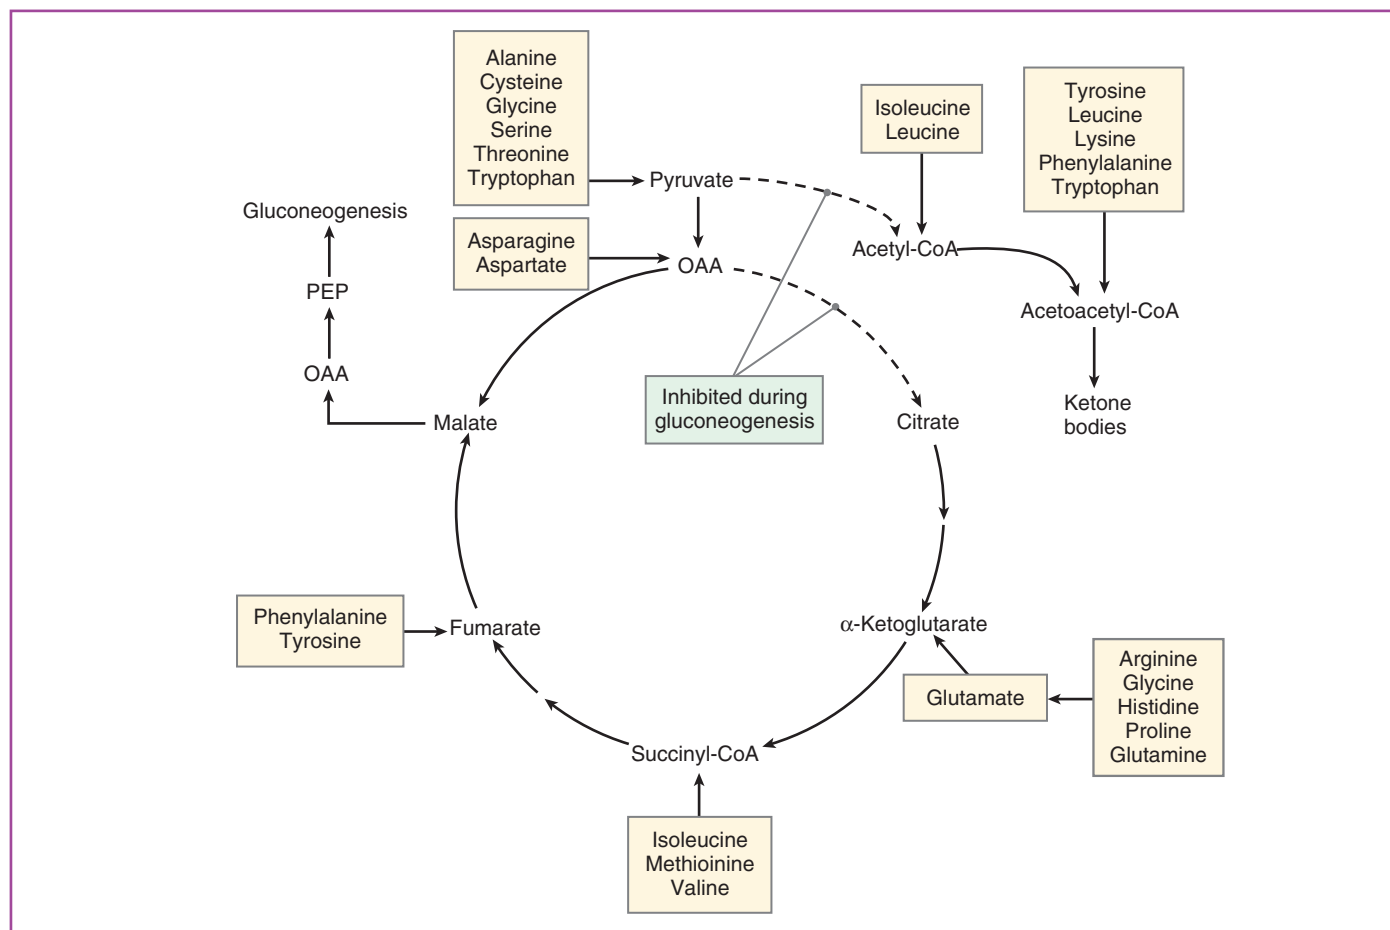 Alanine
Cysteine
Glycine
Serine
Threonine
Tryptophan
Isoleucine
Leucine
Tyrosine
Leucine
Lysine
Phenylalanine
Tryptophan
Pyruvate
Gluconeogenesis
Asparagine
Aspartate
OAA
Acetyl-CoA
PEP
Acetoacetyl-CoA
OAA
Inhibited during
gluconeogenesis
Malate
Citrate
Ketone
bodies
Phenylalanine
Tyrosine
Fumarate
α-Ketoglutarate
Glutamate
Arginine
Glycine
Histidine
Proline
Glutamine
Succinyl-CoA
Isoleucine
Methioinine
Valine